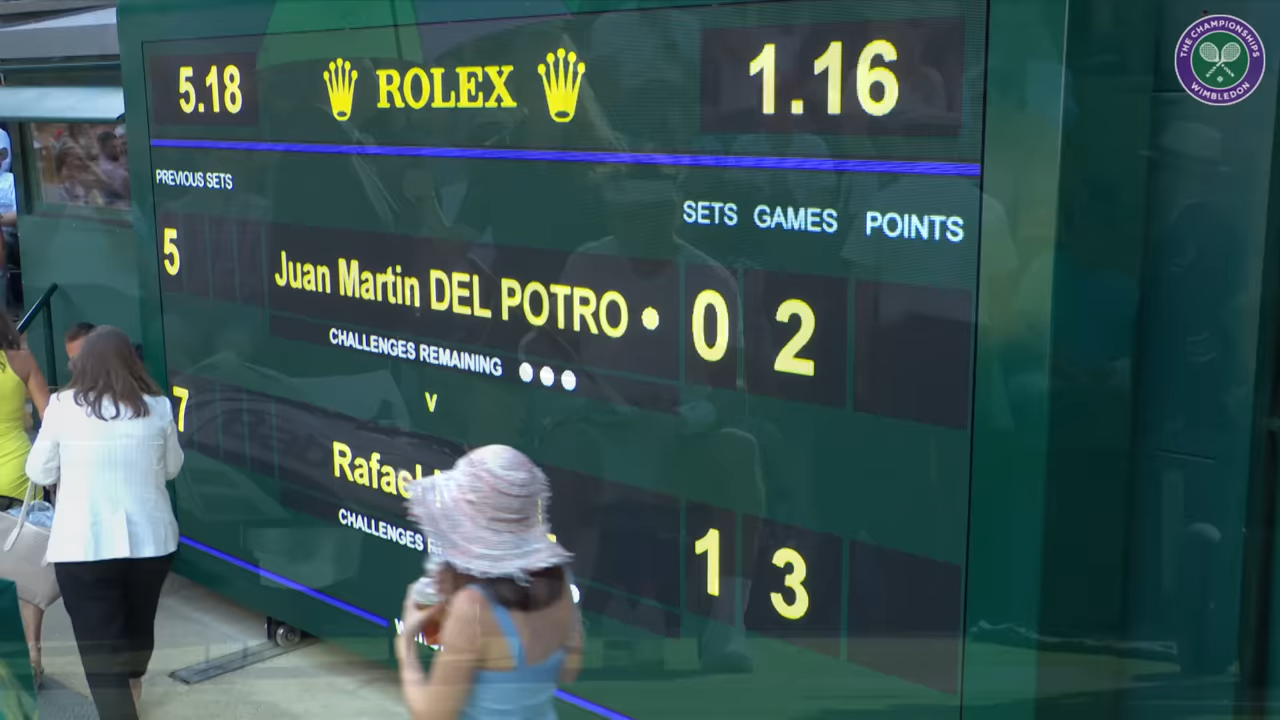 THE CHAMPIONSHIPS
WIMBLEDON
5.18 ROLEX 1.16
PREVIOUS SETS
SETS GAMES POINTS
5 Juan Martin DEL POTRO • 0 2
CHALLENGES REMAINING
v
7 Rafael 1 3
CHALLENGES